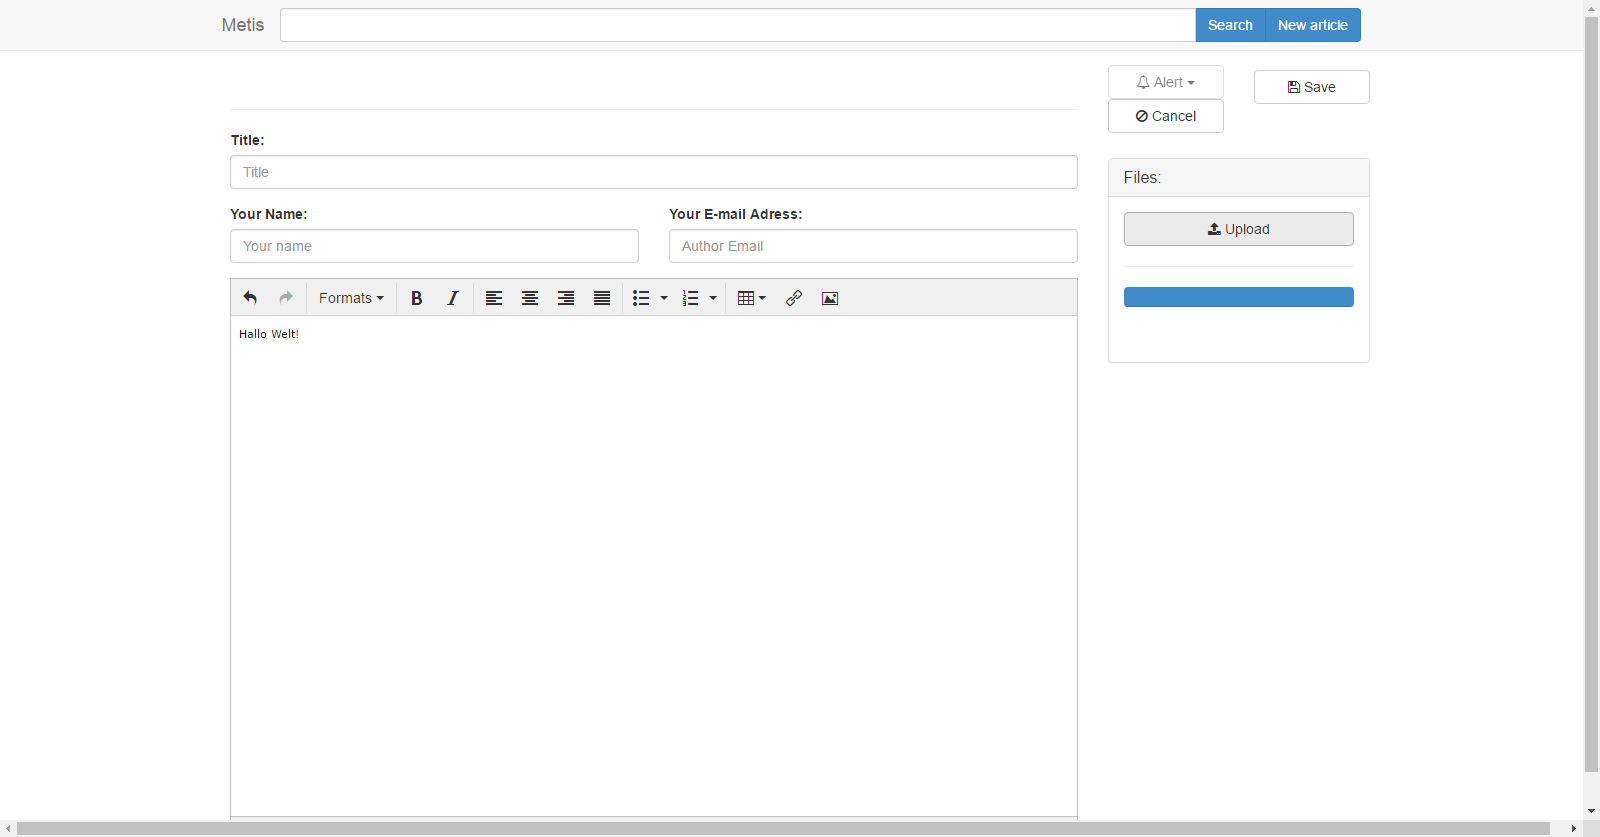 Metis
Search
New article
Alert
Save
Cancel
Title:
Title
Your Name:
Your E-mail Adress:
Your name
Author Email
Files:
Upload
Formats
B
I
Hallo Welt!